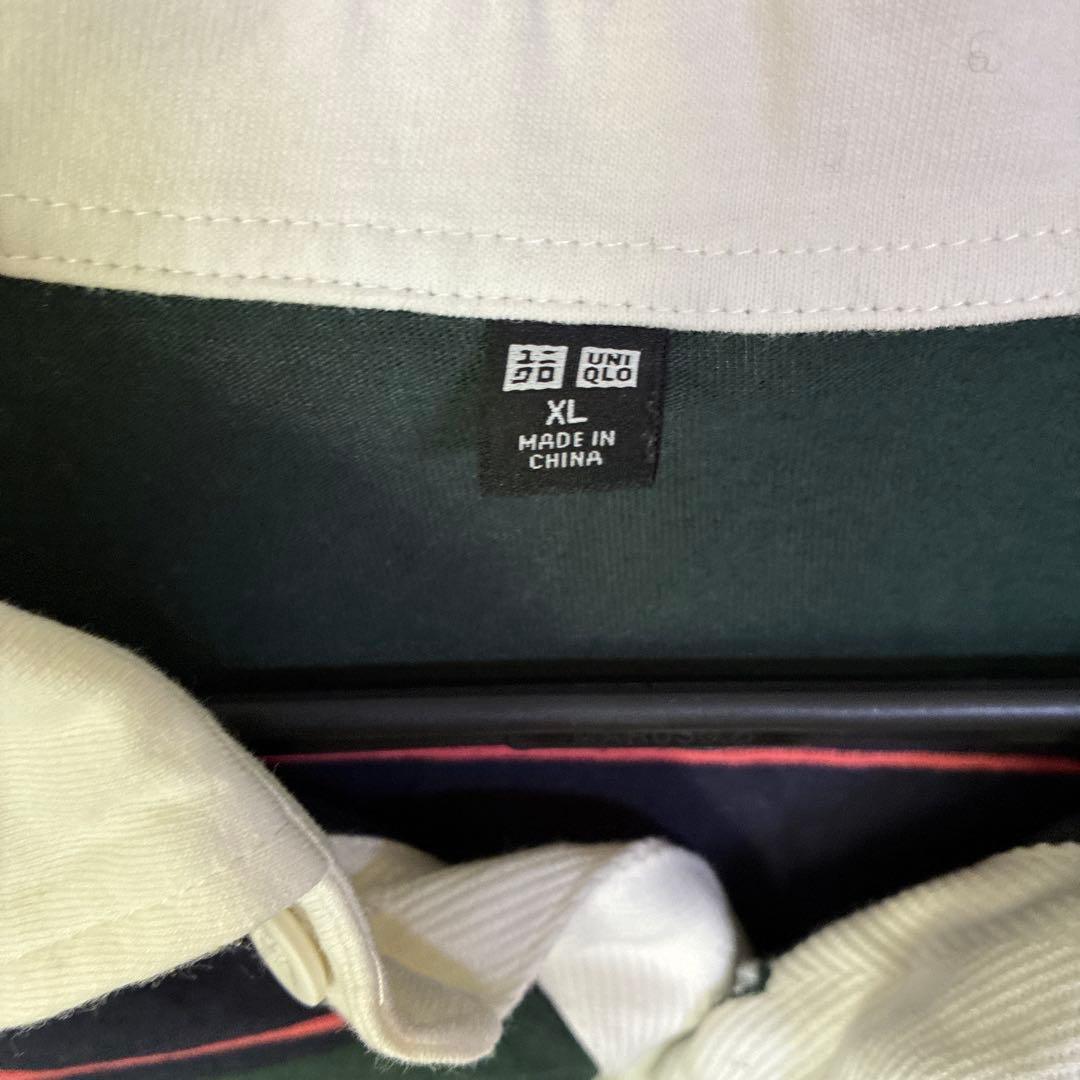 ユニ UNI
クロ QLO
XL
MADE IN
CHINA